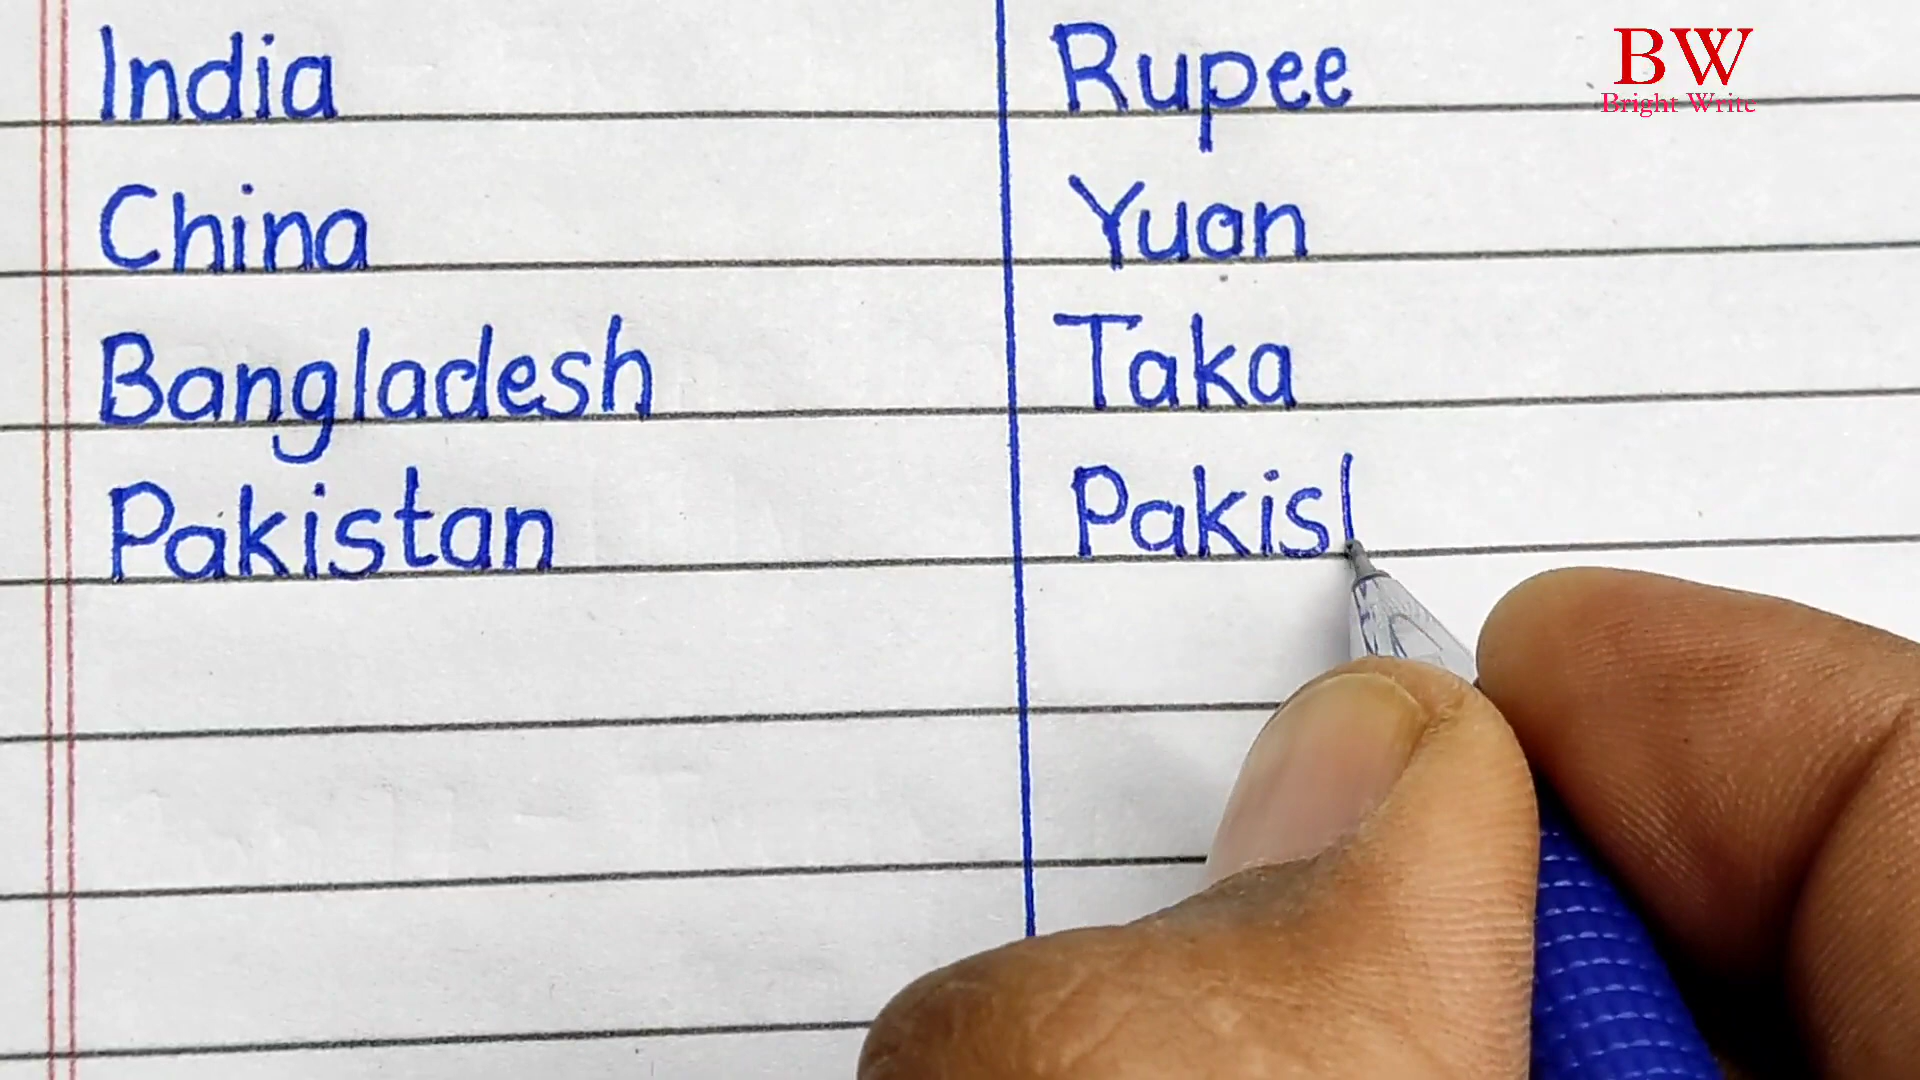 India Rupee BW
Bright Write
China Yuan
Bangladesh Taka
Pakistan Pakis